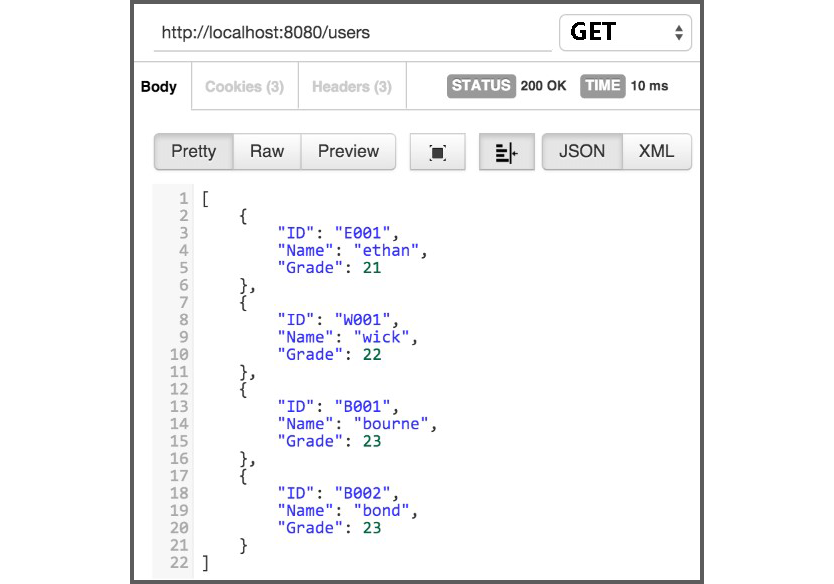 http://localhost:8080/users GET
Body Cookies (3) Headers (3) STATUS 200 OK TIME 10 ms
Pretty Raw Preview JSON XML
1 [
2 {
3 "ID": "E001",
4 "Name": "ethan",
5 "Grade": 21
6 },
7 {
8 "ID": "W001",
9 "Name": "wick",
10 "Grade": 22
11 },
12 {
13 "ID": "B001",
14 "Name": "bourne",
15 "Grade": 23
16 },
17 {
18 "ID": "B002",
19 "Name": "bond",
20 "Grade": 23
21 }
22 ]